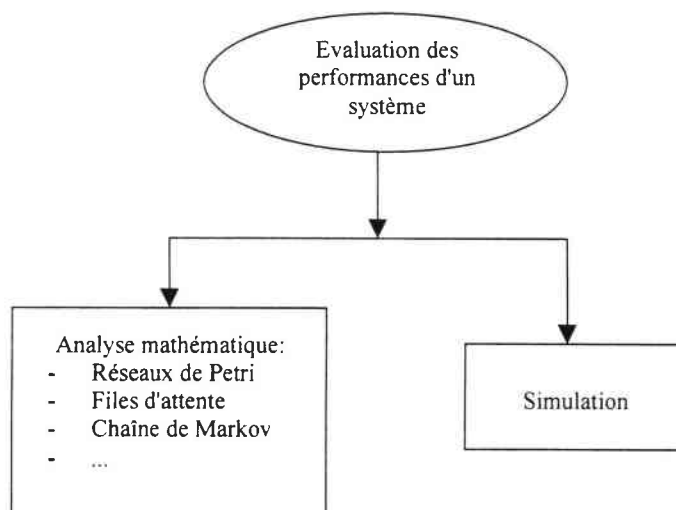 Evaluation des
performances d'un
système
Analyse mathématique:
- Réseaux de Petri
- Files d'attente
- Chaîne de Markov
- ...
Simulation